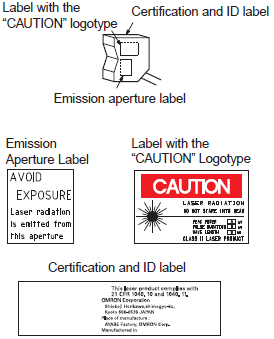 Label with the
"CAUTION" logotype
Certification and ID label
Emission aperture label
Emission
Aperture Label
Label with the
"CAUTION" Logotype
AVOID
EXPOSURE
Laser radiation
is emitted from
this aperture
CAUTION
LASER RADIATION
DO NOT STARE INTO BEAM
PEAK POWER
PULSE DURATION
WAVE LENGTH
CLASS II LASER PRODUCT
Certification and ID label
This laser product complies with
21 CFR 1040, 10 and 1040, 11.
OMRON Corporation
Shiokoji Horikawa, shimogyo-ku,
Kyoto 600-8530 JAPAN
Place of manufacture :
AYABE Factory, OMRON Corp.
Manufactured in